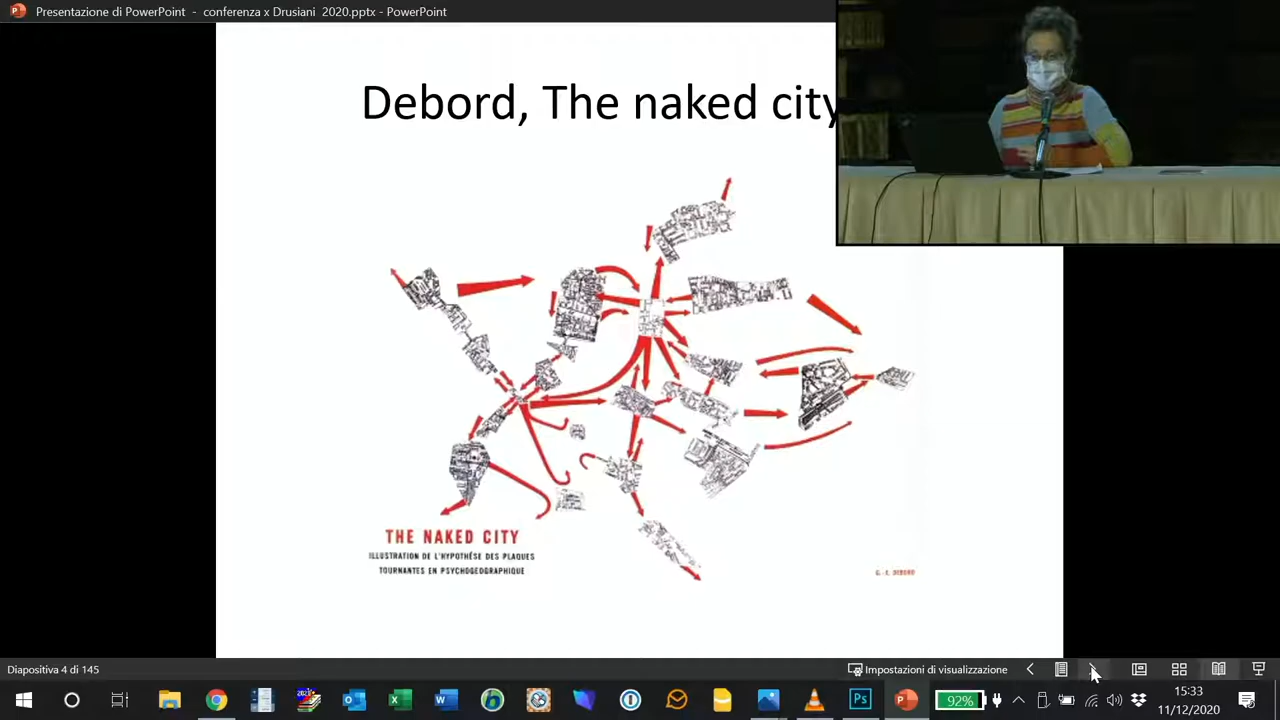 Presentazione di PowerPoint - conferenza x Drusiani 2020.pptx - PowerPoint
Debord, The naked city
THE NAKED CITY
ILLUSTRATION DE L'HYPOTHÉSE DES PLAQUES
TOURNANTES EN PSYCHOGEOGRAPHIQUE
G.-E. DEBORD
Diapositiva 4 di 145
Impostazioni di visualizzazione
92%
15:33
11/12/2020